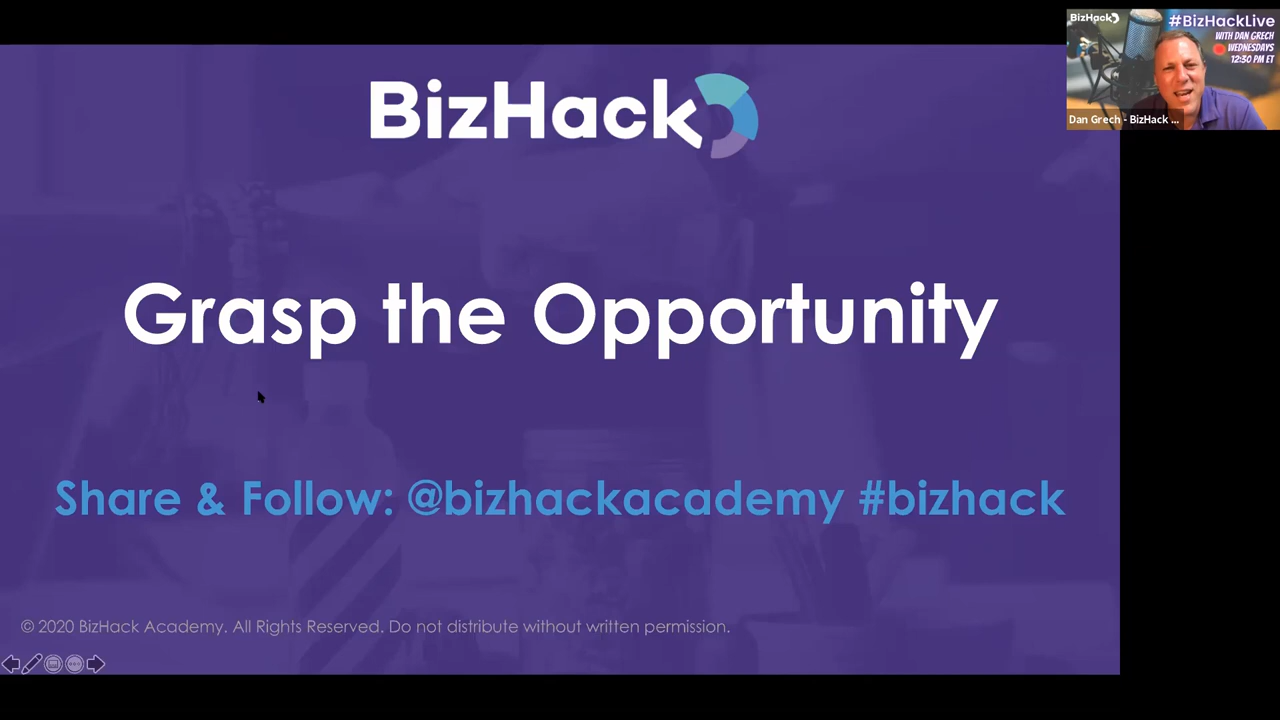 BizHack
Grasp the Opportunity
Share & Follow: @bizhackacademy #bizhack
© 2020 BizHack Academy. All Rights Reserved. Do not distribute without written permission.
BizHack
#BizHackLive
WITH DAN GRECH
WEDNESDAYS
12:30 PM ET
Dan Grech - BizHack ...